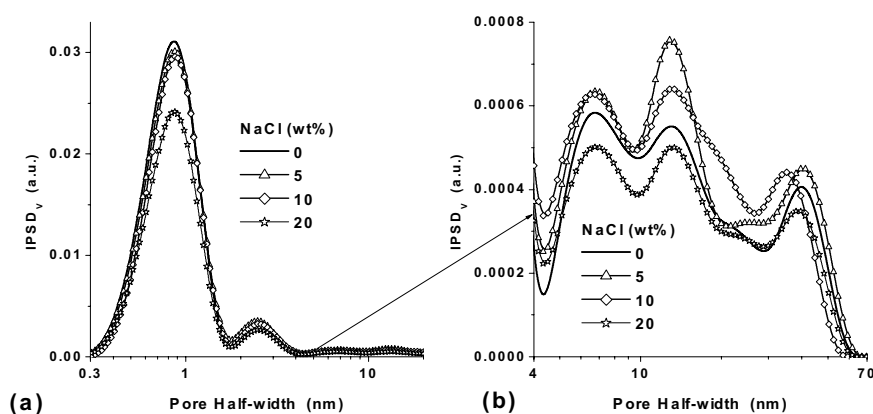 0.03
0.02
0.01
0.00
IPSDV (a.u.)
NaCl (wt%)
0
5
10
20
0.3
1
10
Pore Half-width (nm)
(a)
0.0008
0.0006
0.0004
0.0002
0.0000
IPSDV (a.u.)
NaCl (wt%)
0
5
10
20
4
10
70
Pore Half-width (nm)
(b)